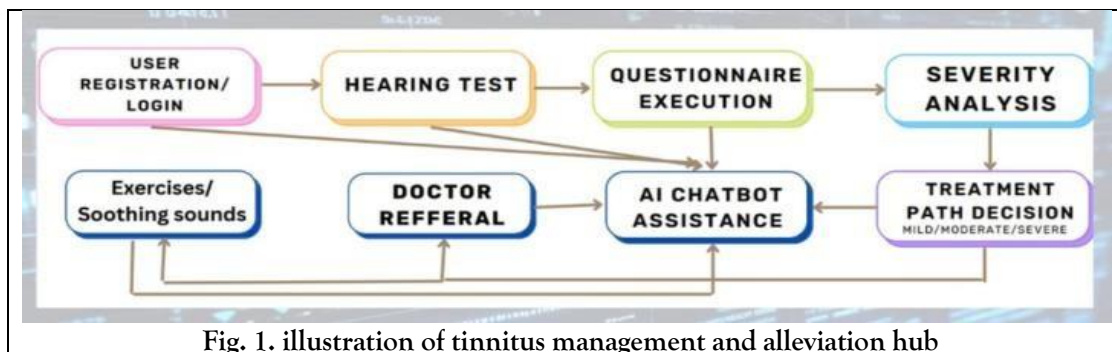 USER
REGISTRATION/
LOGIN
HEARING TEST
QUESTIONNAIRE
EXECUTION
SEVERITY
ANALYSIS
Exercises/
Soothing sounds
DOCTOR
REFFERAL
AI CHATBOT
ASSISTANCE
TREATMENT
PATH DECISION
MILD/MODERATE/SEVERE
Fig. 1. illustration of tinnitus management and alleviation hub